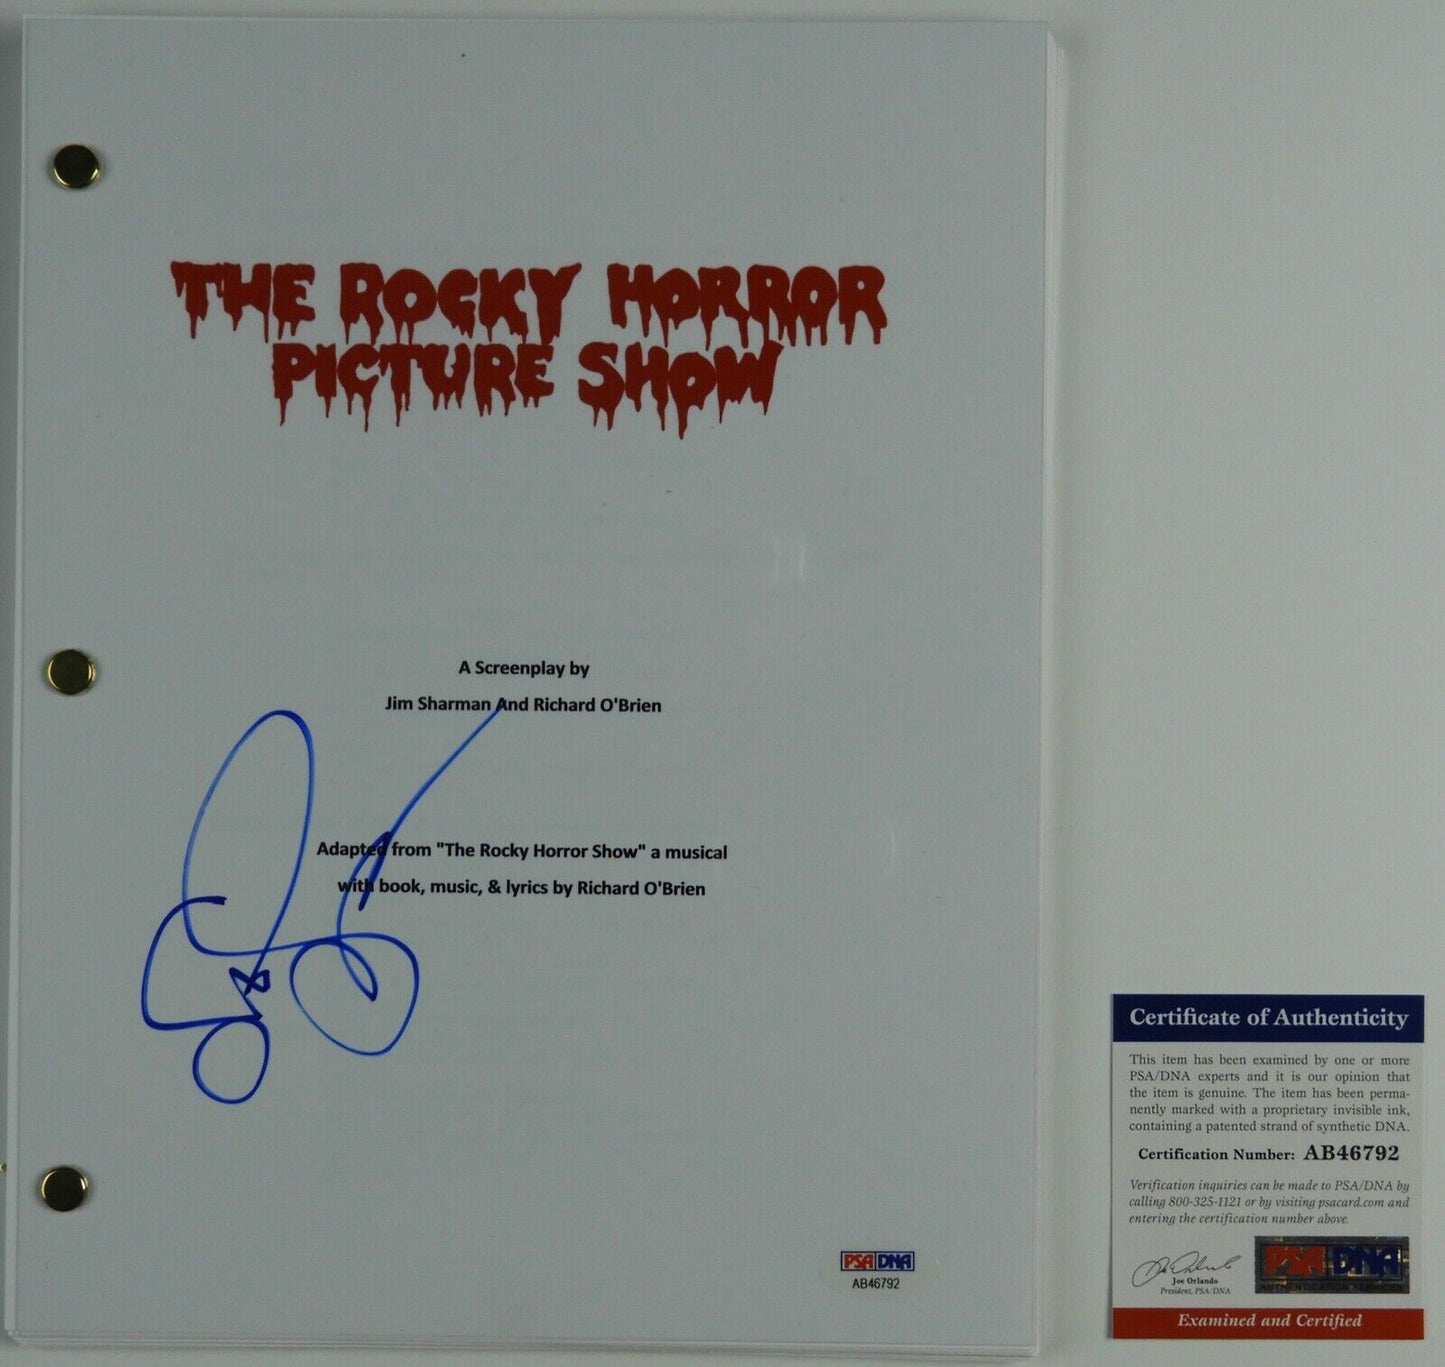 THE ROCKY HORROR
PICTURE SHOW
A Screenplay by
Jim Sharman And Richard O'Brien
Adapted from "The Rocky Horror Show" a musical
with book, music, & lyrics by Richard O'Brien
PSA DNA
AB46792
Certificate of Authenticity
This item has been examined by one or more
PSA/DNA experts and it is our opinion that
the item is genuine. The item has been perma-
nently marked with a proprietary invisible ink,
containing a patented strand of synthetic DNA.
Certification Number: AB46792
Verification inquiries can be made to PSA/DNA by
calling 800-325-1121 or by visiting psacard.com and
entering the certification number above.
Joe Orlando
President, PSA/DNA
PSA DNA
AUTHENTICATION SERVICES
Examined and Certified